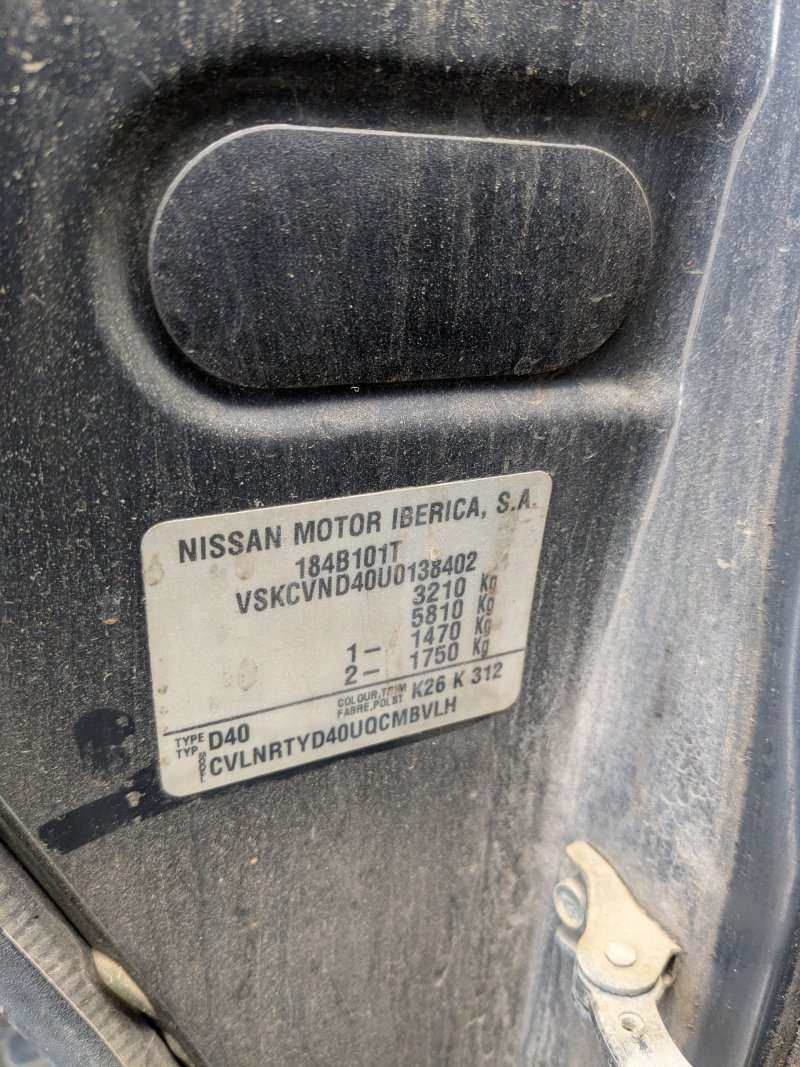 NISSAN MOTOR IBERICA, S.A.
184B101T
VSKCVND40U0138402
3210 Kg
5810 Kg
1 – 1470 Kg
2 – 1750 Kg
COLOUR,TRIM
FABRE,POLST K26 K 312
TYPE
TYP D40
MODEL CVLNRTYD40UQCMBVLH